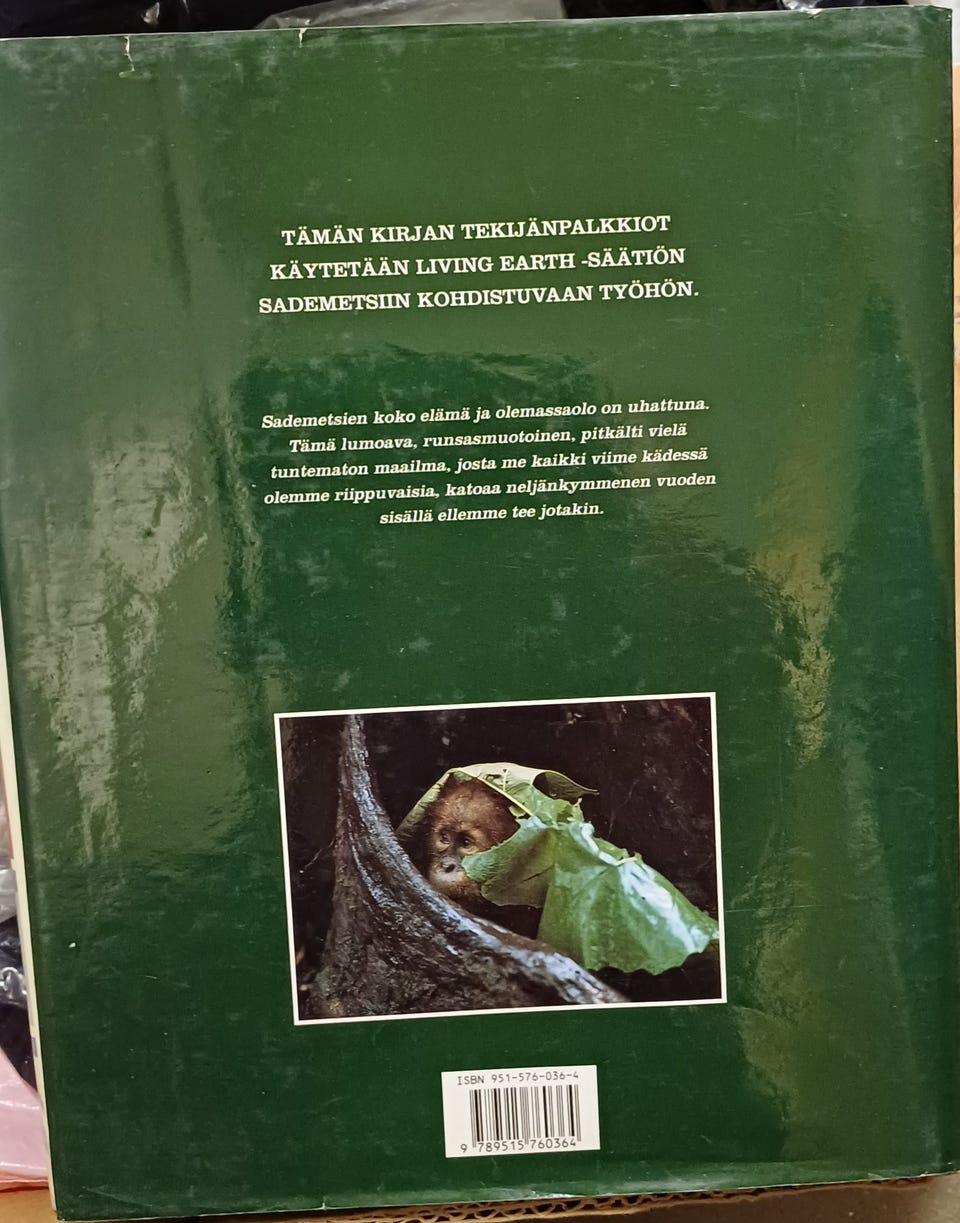 TÄMÄN KIRJAN TEKIJÄNPALKKIOT
KÄYTETÄÄN LIVING EARTH -SÄÄTIÖN
SADEMETSIIN KOHDISTUVAAN TYÖHÖN.
Sademetsien koko elämä ja olemassaolo on uhattuna.
Tämä lumoava, runsasmuotoinen, pitkälti vielä
tuntematon maailma, josta me kaikki viime kädessä
olemme riippuvaisia, katoaa neljänkymmenen vuoden
sisällä ellemme tee jotakin.
ISBN 951-576-036-4
9 789515 760364